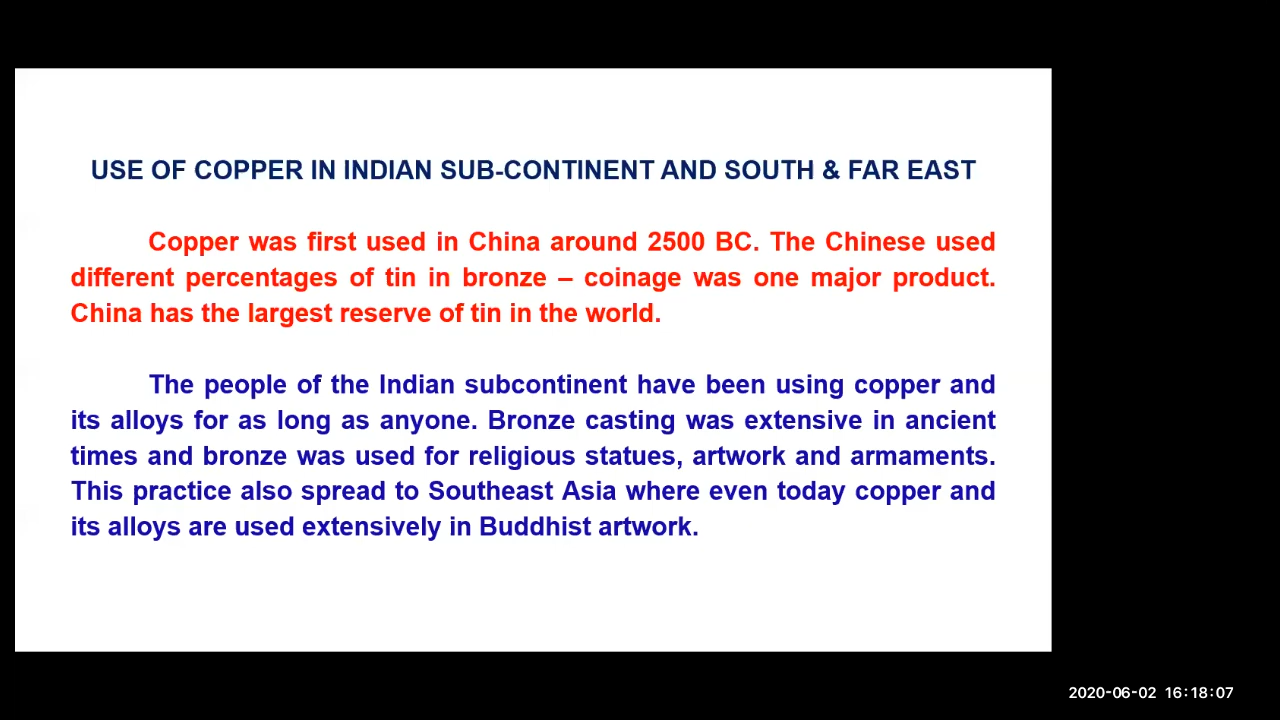 USE OF COPPER IN INDIAN SUB-CONTINENT AND SOUTH & FAR EAST
Copper was first used in China around 2500 BC. The Chinese used
different percentages of tin in bronze – coinage was one major product.
China has the largest reserve of tin in the world.
The people of the Indian subcontinent have been using copper and
its alloys for as long as anyone. Bronze casting was extensive in ancient
times and bronze was used for religious statues, artwork and armaments.
This practice also spread to Southeast Asia where even today copper and
its alloys are used extensively in Buddhist artwork.
2020-06-02 16:18:07